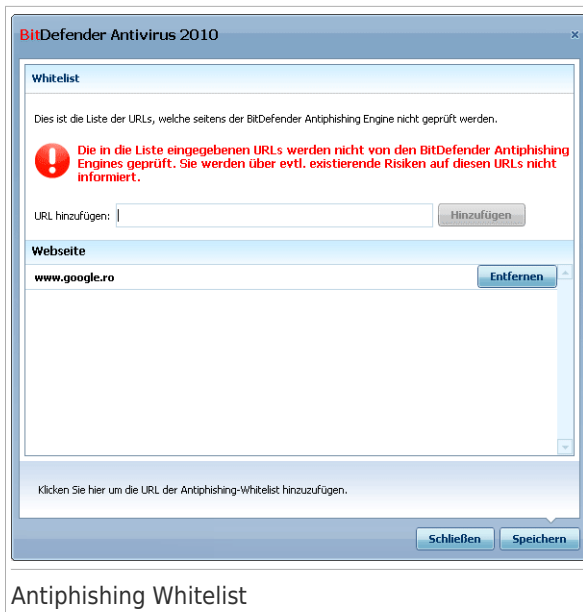 BitDefender Antivirus 2010
Whitelist
Dies ist die Liste der URLs, welche seitens der BitDefender Antiphishing Engine nicht geprüft werden.
Die in die Liste eingegebenen URLs werden nicht von den BitDefender Antiphishing
Engines geprüft. Sie werden über evtl. existierende Risiken auf diesen URLs nicht
informiert.
URL hinzufügen:
Hinzufügen
Webseite
www.google.ro
Entfernen
Klicken Sie hier um die URL der Antiphishing-Whitelist hinzuzufügen.
Schließen
Speichern
Antiphishing Whitelist